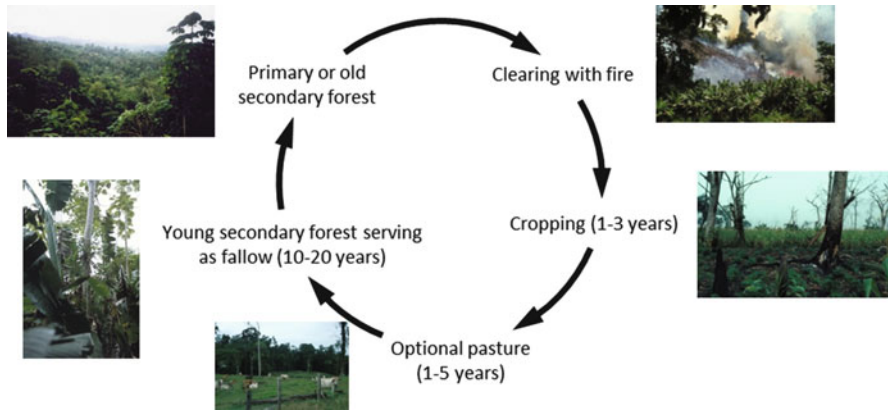 Primary or old
secondary forest
Clearing with fire
Cropping (1-3 years)
Optional pasture
(1-5 years)
Young secondary forest serving
as fallow (10-20 years)